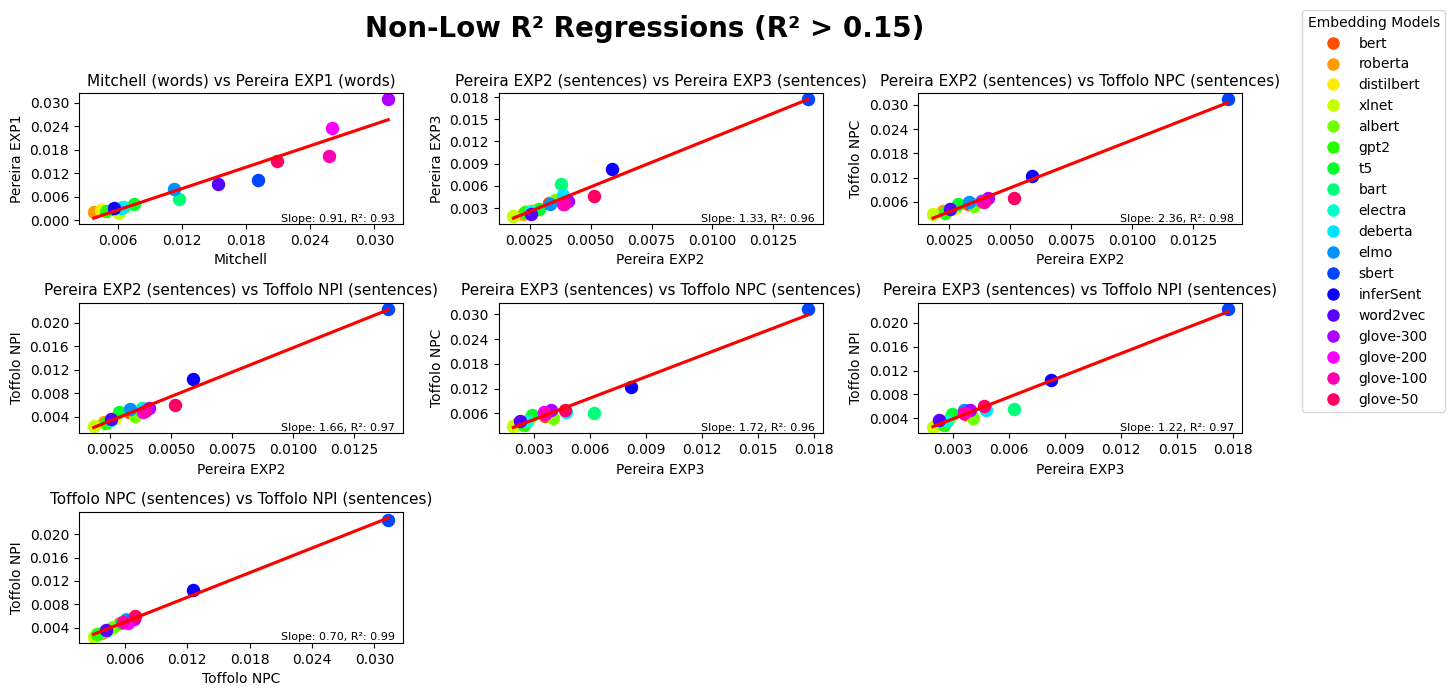 Non-Low R² Regressions (R² > 0.15)
Mitchell (words) vs Pereira EXP1 (words)
Pereira EXP1
0.030
0.024
0.018
0.012
0.006
0.000
Slope: 0.91, R²: 0.93
0.006 0.012 0.018 0.024 0.030
Mitchell
Pereira EXP2 (sentences) vs Pereira EXP3 (sentences)
Pereira EXP3
0.018
0.015
0.012
0.009
0.006
0.003
Slope: 1.33, R²: 0.96
0.0025 0.0050 0.0075 0.0100 0.0125
Pereira EXP2
Pereira EXP2 (sentences) vs Toffolo NPC (sentences)
Toffolo NPC
0.030
0.024
0.018
0.012
0.006
Slope: 2.36, R²: 0.98
0.0025 0.0050 0.0075 0.0100 0.0125
Pereira EXP2
Pereira EXP2 (sentences) vs Toffolo NPI (sentences)
Toffolo NPI
0.020
0.016
0.012
0.008
0.004
Slope: 1.66, R²: 0.97
0.0025 0.0050 0.0075 0.0100 0.0125
Pereira EXP2
Pereira EXP3 (sentences) vs Toffolo NPC (sentences)
Toffolo NPC
0.030
0.024
0.018
0.012
0.006
Slope: 1.72, R²: 0.96
0.003 0.006 0.009 0.012 0.015 0.018
Pereira EXP3
Pereira EXP3 (sentences) vs Toffolo NPI (sentences)
Toffolo NPI
0.020
0.016
0.012
0.008
0.004
Slope: 1.22, R²: 0.97
0.003 0.006 0.009 0.012 0.015 0.018
Pereira EXP3
Toffolo NPC (sentences) vs Toffolo NPI (sentences)
Toffolo NPI
0.020
0.016
0.012
0.008
0.004
Slope: 0.70, R²: 0.99
0.006 0.012 0.018 0.024 0.030
Toffolo NPC
Embedding Models
bert
roberta
distilbert
xlnet
albert
gpt2
t5
bart
electra
deberta
elmo
sbert
inferSent
word2vec
glove-300
glove-200
glove-100
glove-50